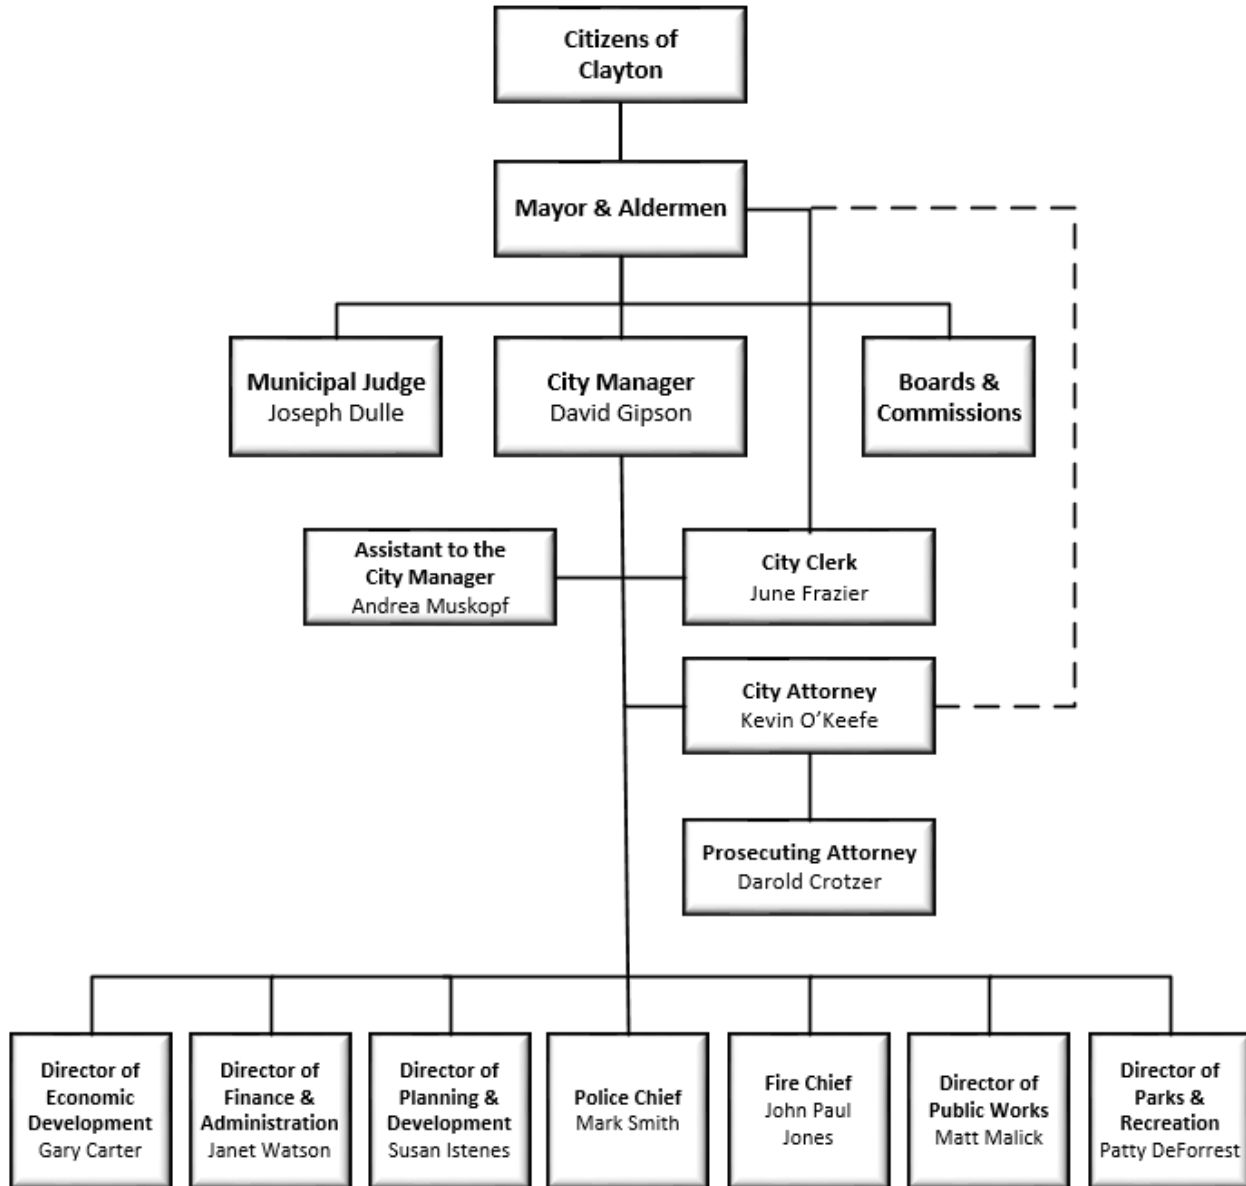 Citizens of
Clayton
Mayor & Aldermen
Municipal Judge
Joseph Dulle
City Manager
David Gipson
Boards &
Commissions
Assistant to the
City Manager
Andrea Muskopf
City Clerk
June Frazier
City Attorney
Kevin O’Keefe
Prosecuting Attorney
Darold Crotzer
Director of
Economic
Development
Gary Carter
Director of
Finance &
Administration
Janet Watson
Director of
Planning &
Development
Susan Istenes
Police Chief
Mark Smith
Fire Chief
John Paul
Jones
Director of
Public Works
Matt Malick
Director of
Parks &
Recreation
Patty DeForrest